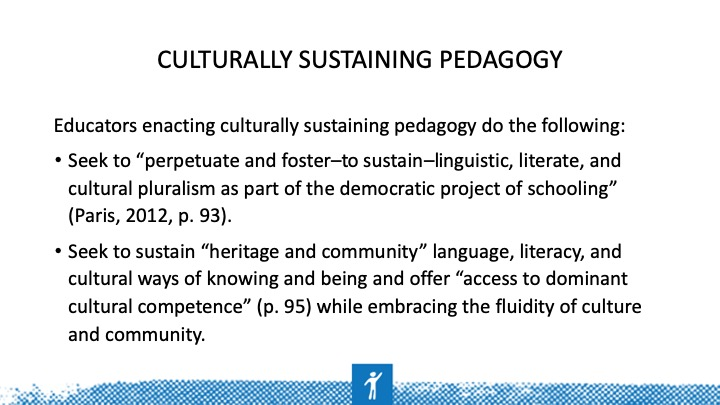 CULTURALLY SUSTAINING PEDAGOGY
Educators enacting culturally sustaining pedagogy do the following:
• Seek to “perpetuate and foster–to sustain–linguistic, literate, and
cultural pluralism as part of the democratic project of schooling”
(Paris, 2012, p. 93).
• Seek to sustain “heritage and community” language, literacy, and
cultural ways of knowing and being and offer “access to dominant
cultural competence” (p. 95) while embracing the fluidity of culture
and community.